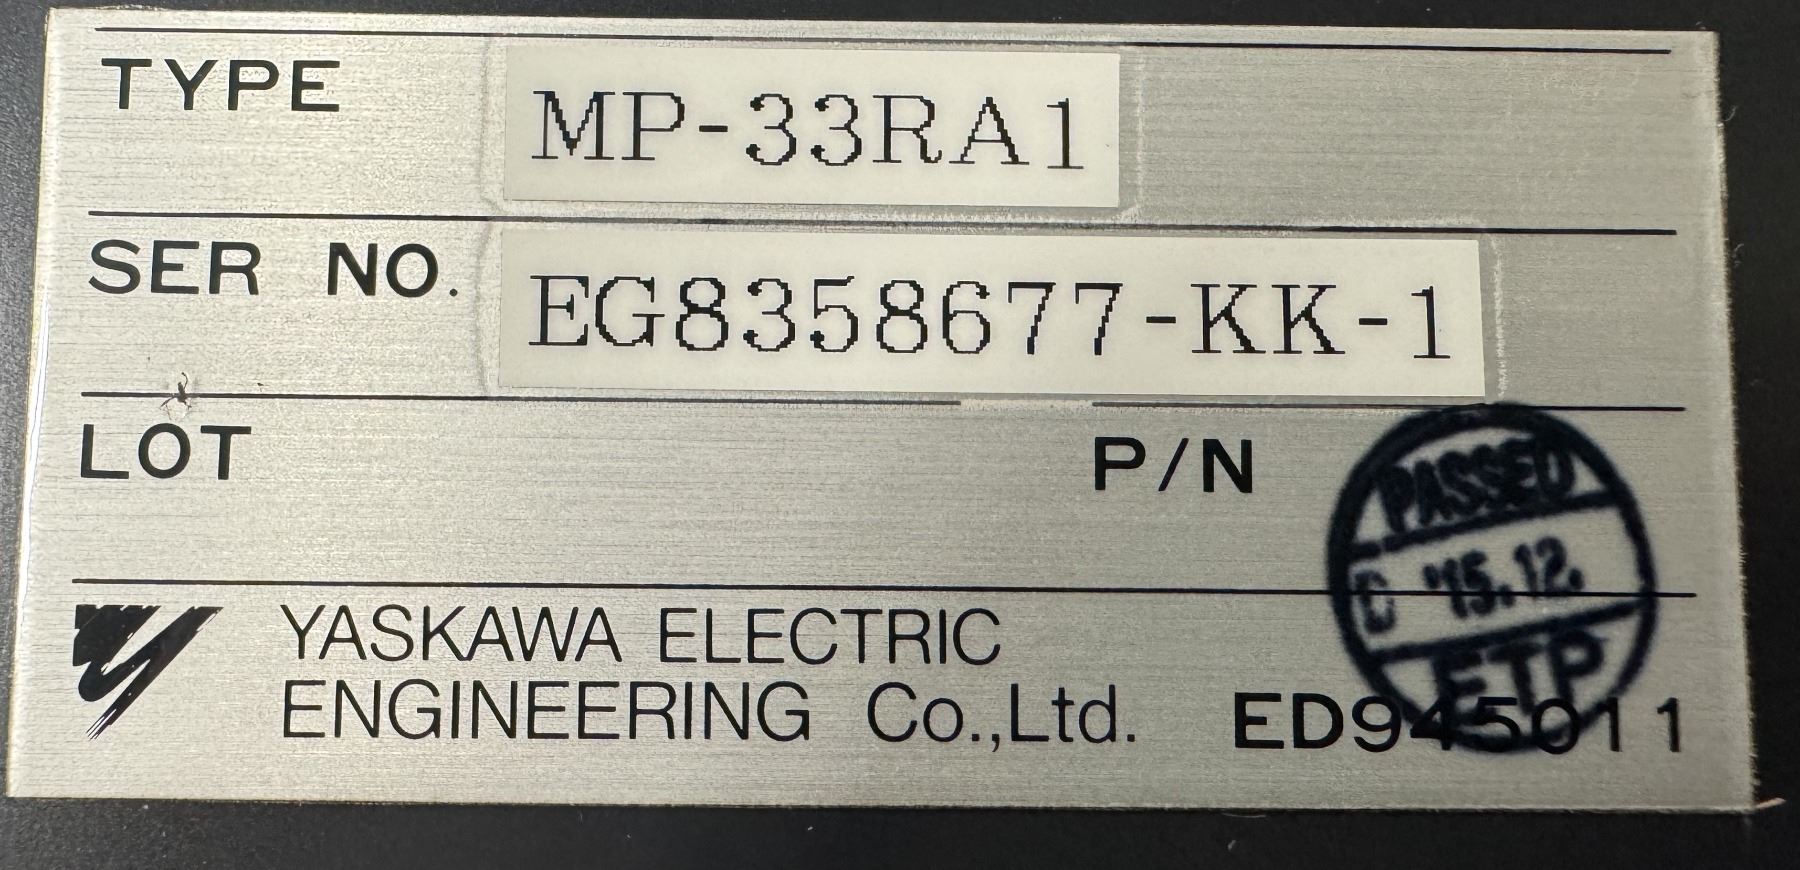 TYPE MP-33RA1
SER NO. EG8358677-KK-1
LOT P/N
PASSED
C '15.12.
ETP
YASKAWA ELECTRIC
ENGINEERING Co.,Ltd. ED945011